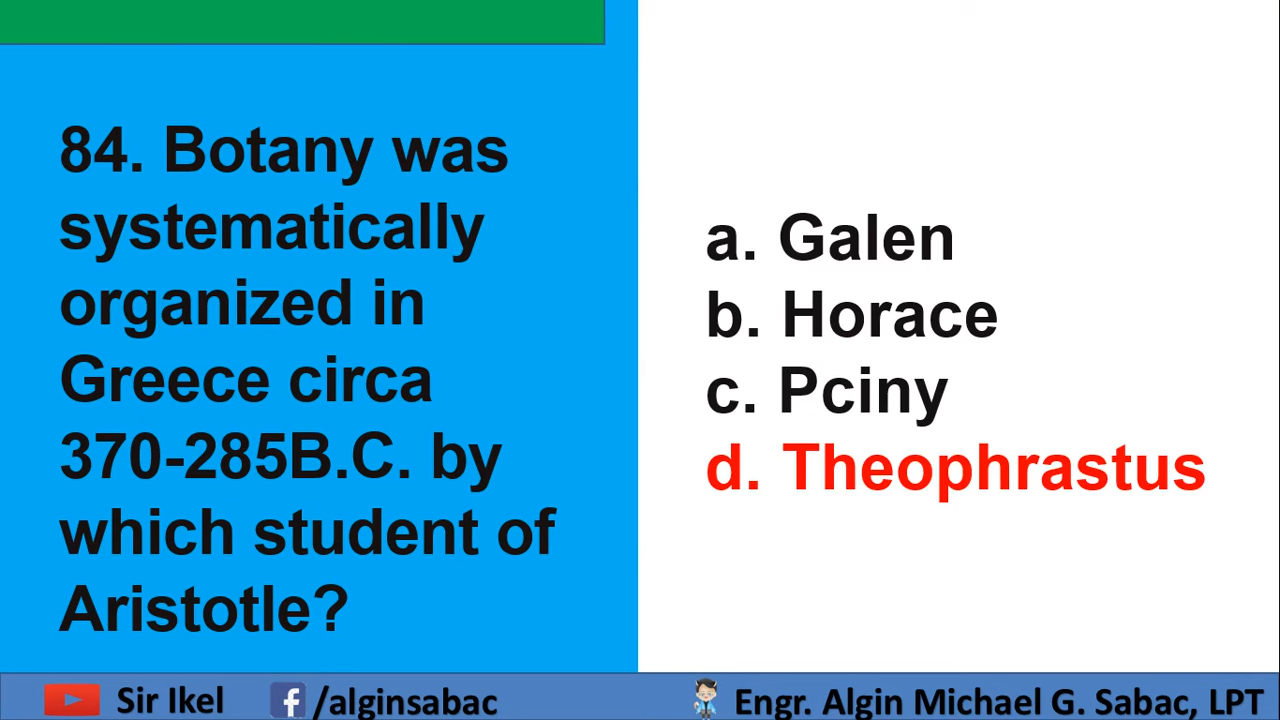 84. Botany was
systematically
organized in
Greece circa
370-285B.C. by
which student of
Aristotle?
a. Galen
b. Horace
c. Pciny
d. Theophrastus
Sir Ikel
/alginsabac
Engr. Algin Michael G. Sabac, LPT